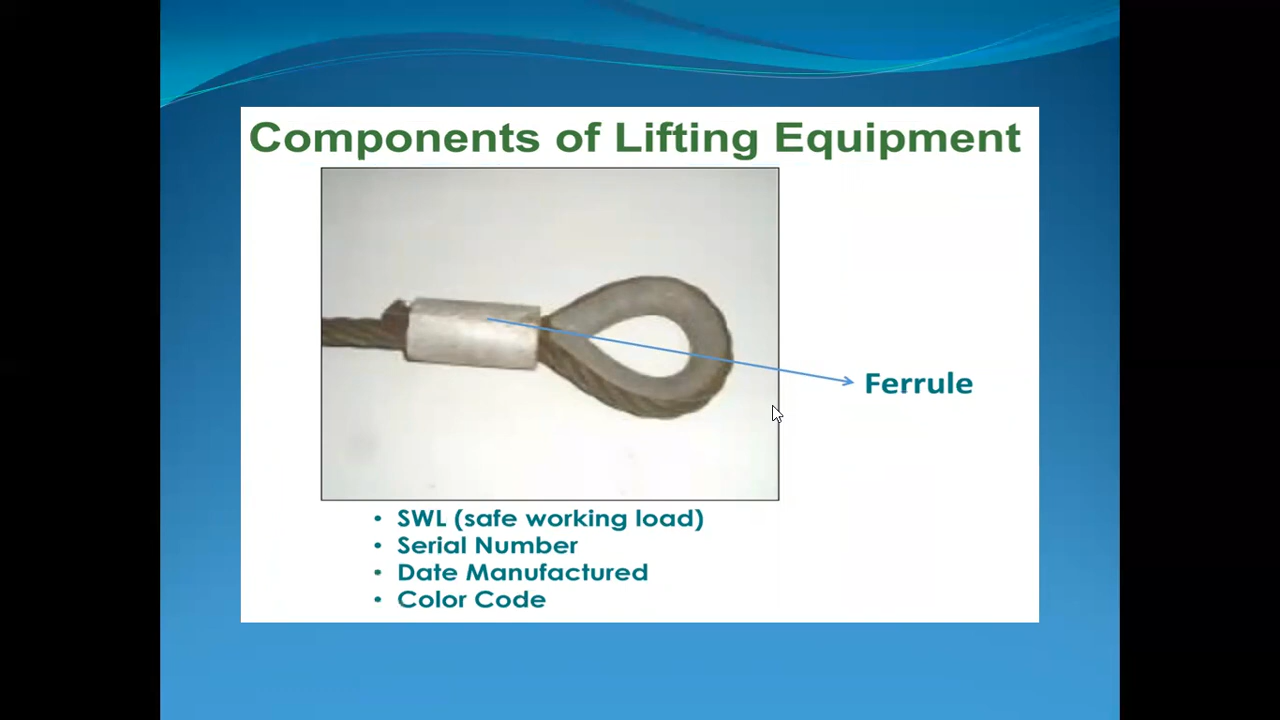 Components of Lifting Equipment
Ferrule
• SWL (safe working load)
• Serial Number
• Date Manufactured
• Color Code